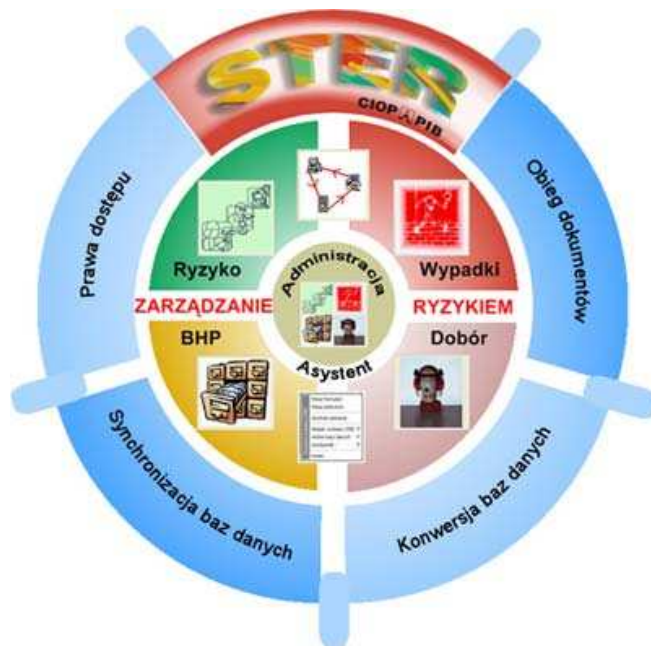 STER
CIOP PIB
Prawa dostępu
Obieg dokumentów
Ryzyko
Wypadki
Administracja
ZARZĄDZANIE
RYZYKIEM
BHP
Dobór
Asystent
Synchronizacja baz danych
Konwersja baz danych